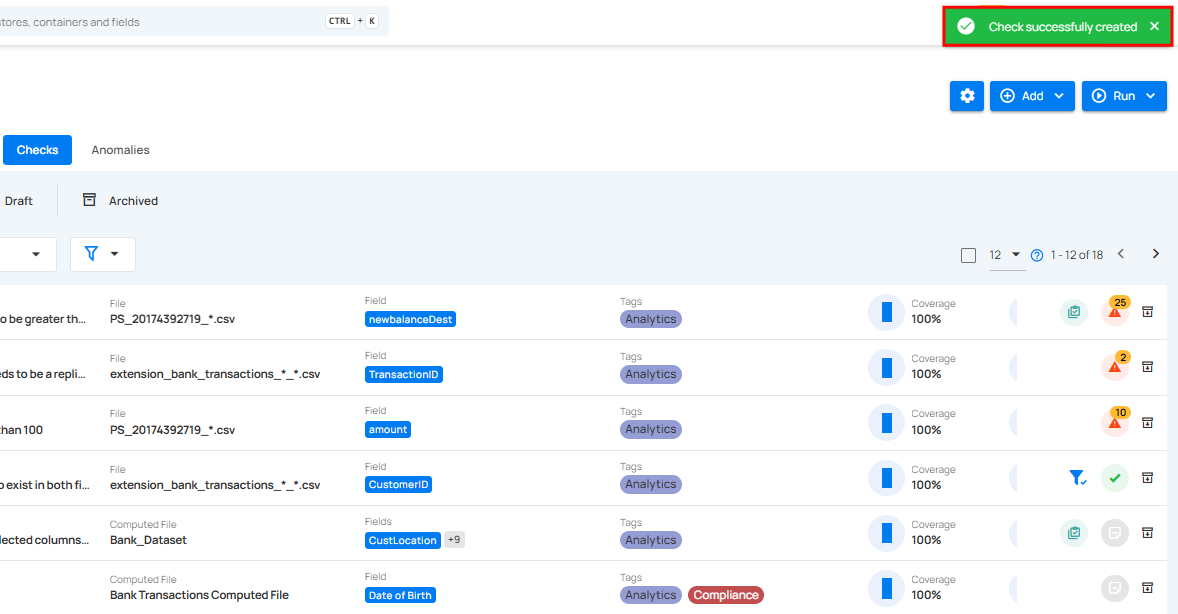 stores, containers and fields CTRL + K
Check successfully created
Add Run
Checks Anomalies
Draft Archived
12 1 - 12 of 18
File Field Tags Coverage 25
to be greater th... PS_20174392719_*.csv newbalanceDest Analytics 100%
File Field Tags Coverage 2
eds to be a repli... extension_bank_transactions_*_*.csv TransactionID Analytics 100%
File Field Tags Coverage 10
than 100 PS_20174392719_*.csv amount Analytics 100%
File Field Tags Coverage
o exist in both fi... extension_bank_transactions_*_*.csv CustomerID Analytics 100%
Computed File Fields Tags Coverage
lected columns... Bank_Dataset CustLocation +9 Analytics 100%
Computed File Field Tags Coverage
Bank Transactions Computed File Date of Birth Analytics Compliance 100%